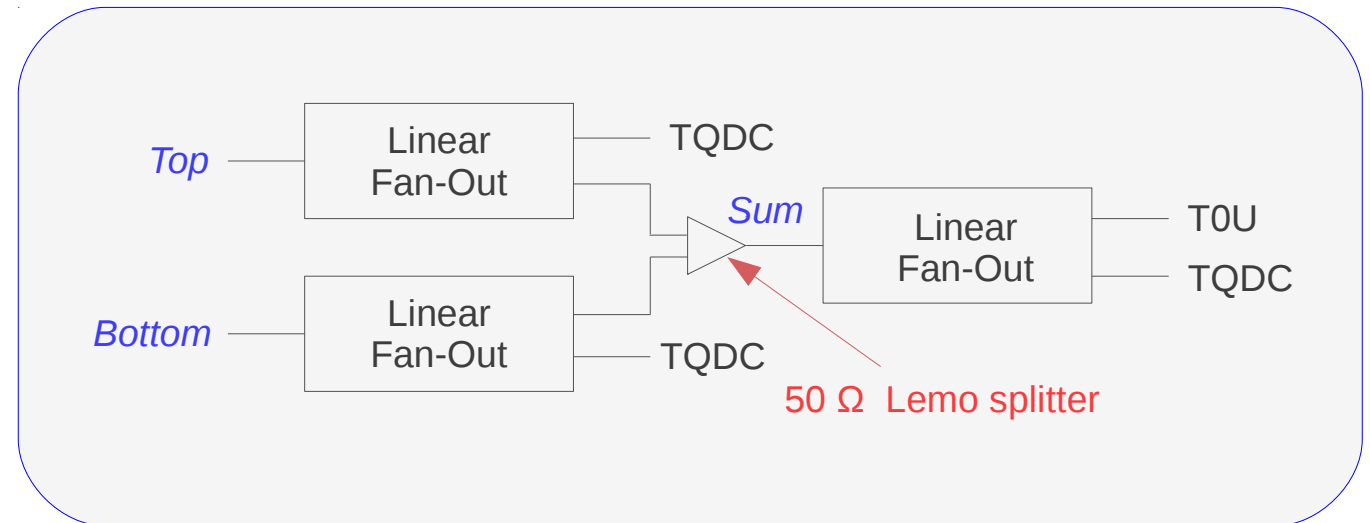 Top
Linear
Fan-Out
TQDC
Sum
Linear
Fan-Out
T0U
TQDC
Bottom
Linear
Fan-Out
TQDC
50 Ω Lemo splitter